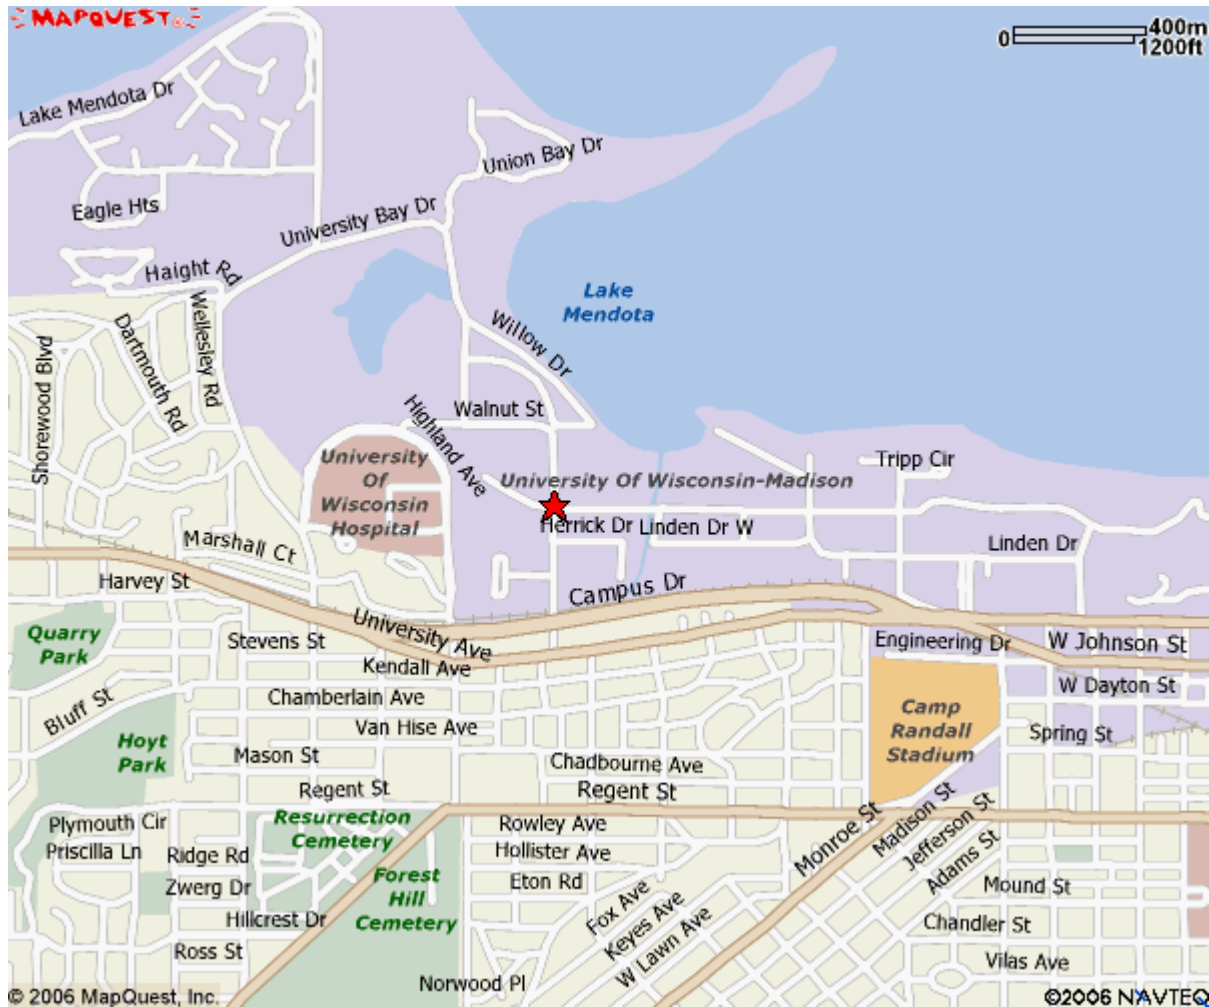 MAPQUEST
400m
0
1200ft
Lake Mendota Dr
Union Bay Dr
Eagle Hts
University Bay Dr
Haight Rd
Lake
Mendota
Wellesley Rd
Dartmouth Rd
Shorewood Blvd
Willow Dr
Highland Ave
Walnut St
University
Of
Wisconsin
Hospital
University Of Wisconsin-Madison
Tripp Cir
Herrick Dr
Linden Dr W
Linden Dr
Marshall Ct
Harvey St
Campus Dr
University Ave
Quarry
Park
Stevens St
Kendall Ave
Engineering Dr
W Johnson St
Bluff St
Chamberlain Ave
W Dayton St
Van Hise Ave
Camp
Randall
Stadium
Spring St
Hoyt
Park
Mason St
Chadbourne Ave
Regent St
Regent St
Resurrection
Cemetery
Plymouth Cir
Rowley Ave
Monroe St
Madison St
Jefferson St
Adams St
Priscilla Ln
Ridge Rd
Hollister Ave
Zwerg Dr
Forest
Hill
Cemetery
Eton Rd
Mound St
Hillcrest Dr
Fox Ave
Keyes Ave
W Lawn Ave
Chandler St
Ross St
Vilas Ave
Norwood Pl
© 2006 MapQuest, Inc.
©2006 NAVTEQ